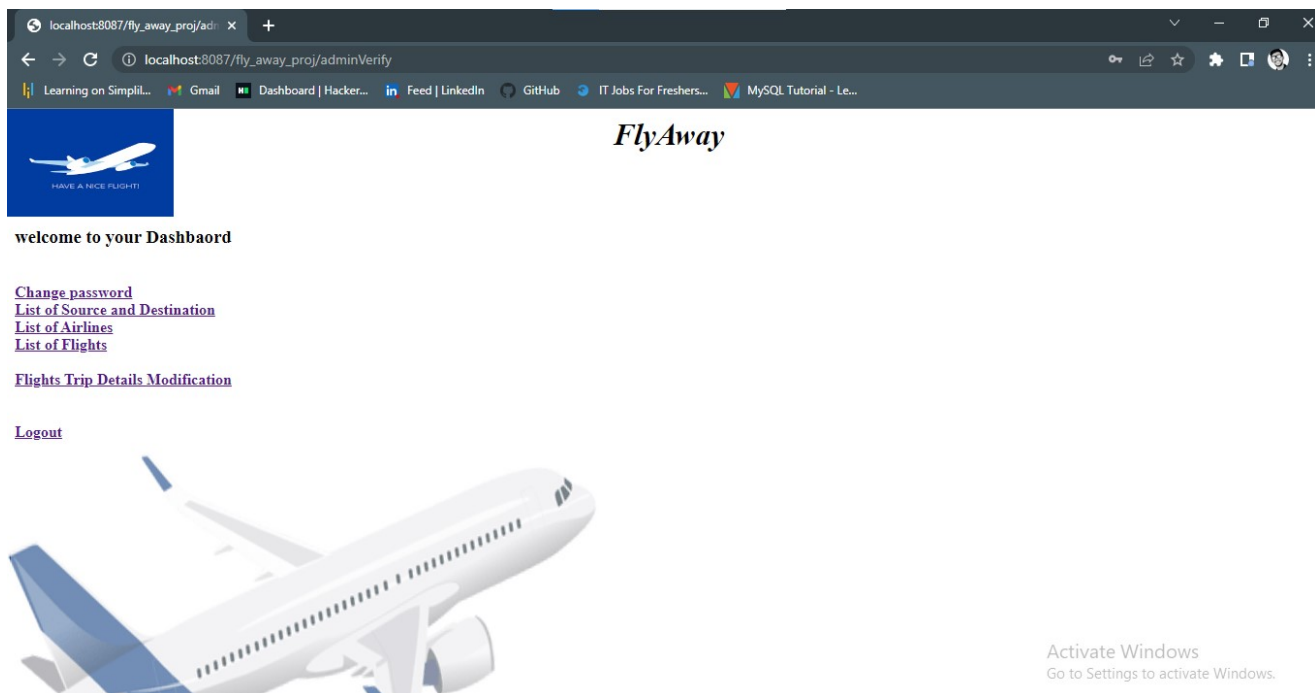 localhost:8087/fly_away_proj/adn
localhost:8087/fly_away_proj/adminVerify
Learning on Simplil... Gmail Dashboard | Hacker... Feed | LinkedIn GitHub IT Jobs For Freshers... MySQL Tutorial - Le...
FlyAway
HAVE A NICE FLIGHT!
welcome to your Dashbaord
Change password
List of Source and Destination
List of Airlines
List of Flights
Flights Trip Details Modification
Logout
Activate Windows
Go to Settings to activate Windows.